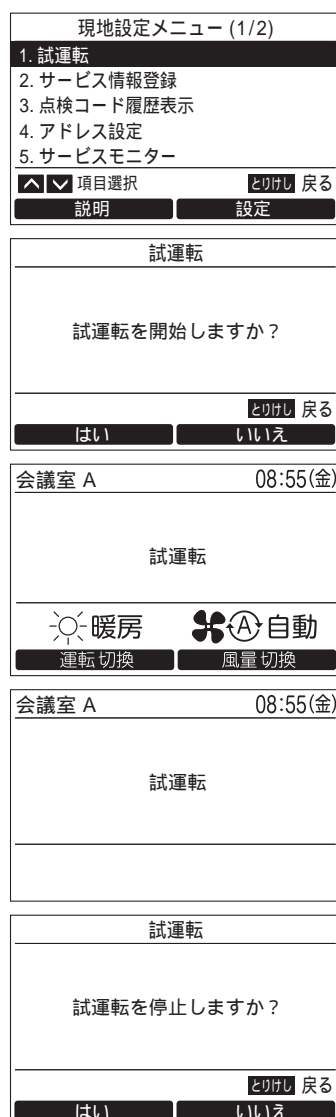 現地設定メニュー (1/2)
1. 試運転
2. サービス情報登録
3. 点検コード履歴表示
4. アドレス設定
5. サービスモニター
項目選択 とりけし 戻る
説明 設定
試運転
試運転を開始しますか？
とりけし 戻る
はい いいえ
会議室 A 08:55(金)
試運転
暖房 A 自動
運転切換 風量切換
会議室 A 08:55(金)
試運転
試運転
試運転を停止しますか？
とりけし 戻る
はい いいえ